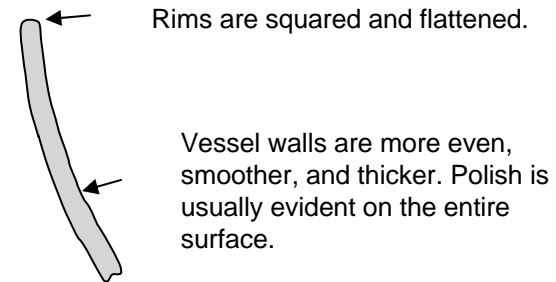 Rims are squared and flattened.
Vessel walls are more even,
smoother, and thicker. Polish is
usually evident on the entire
surface.